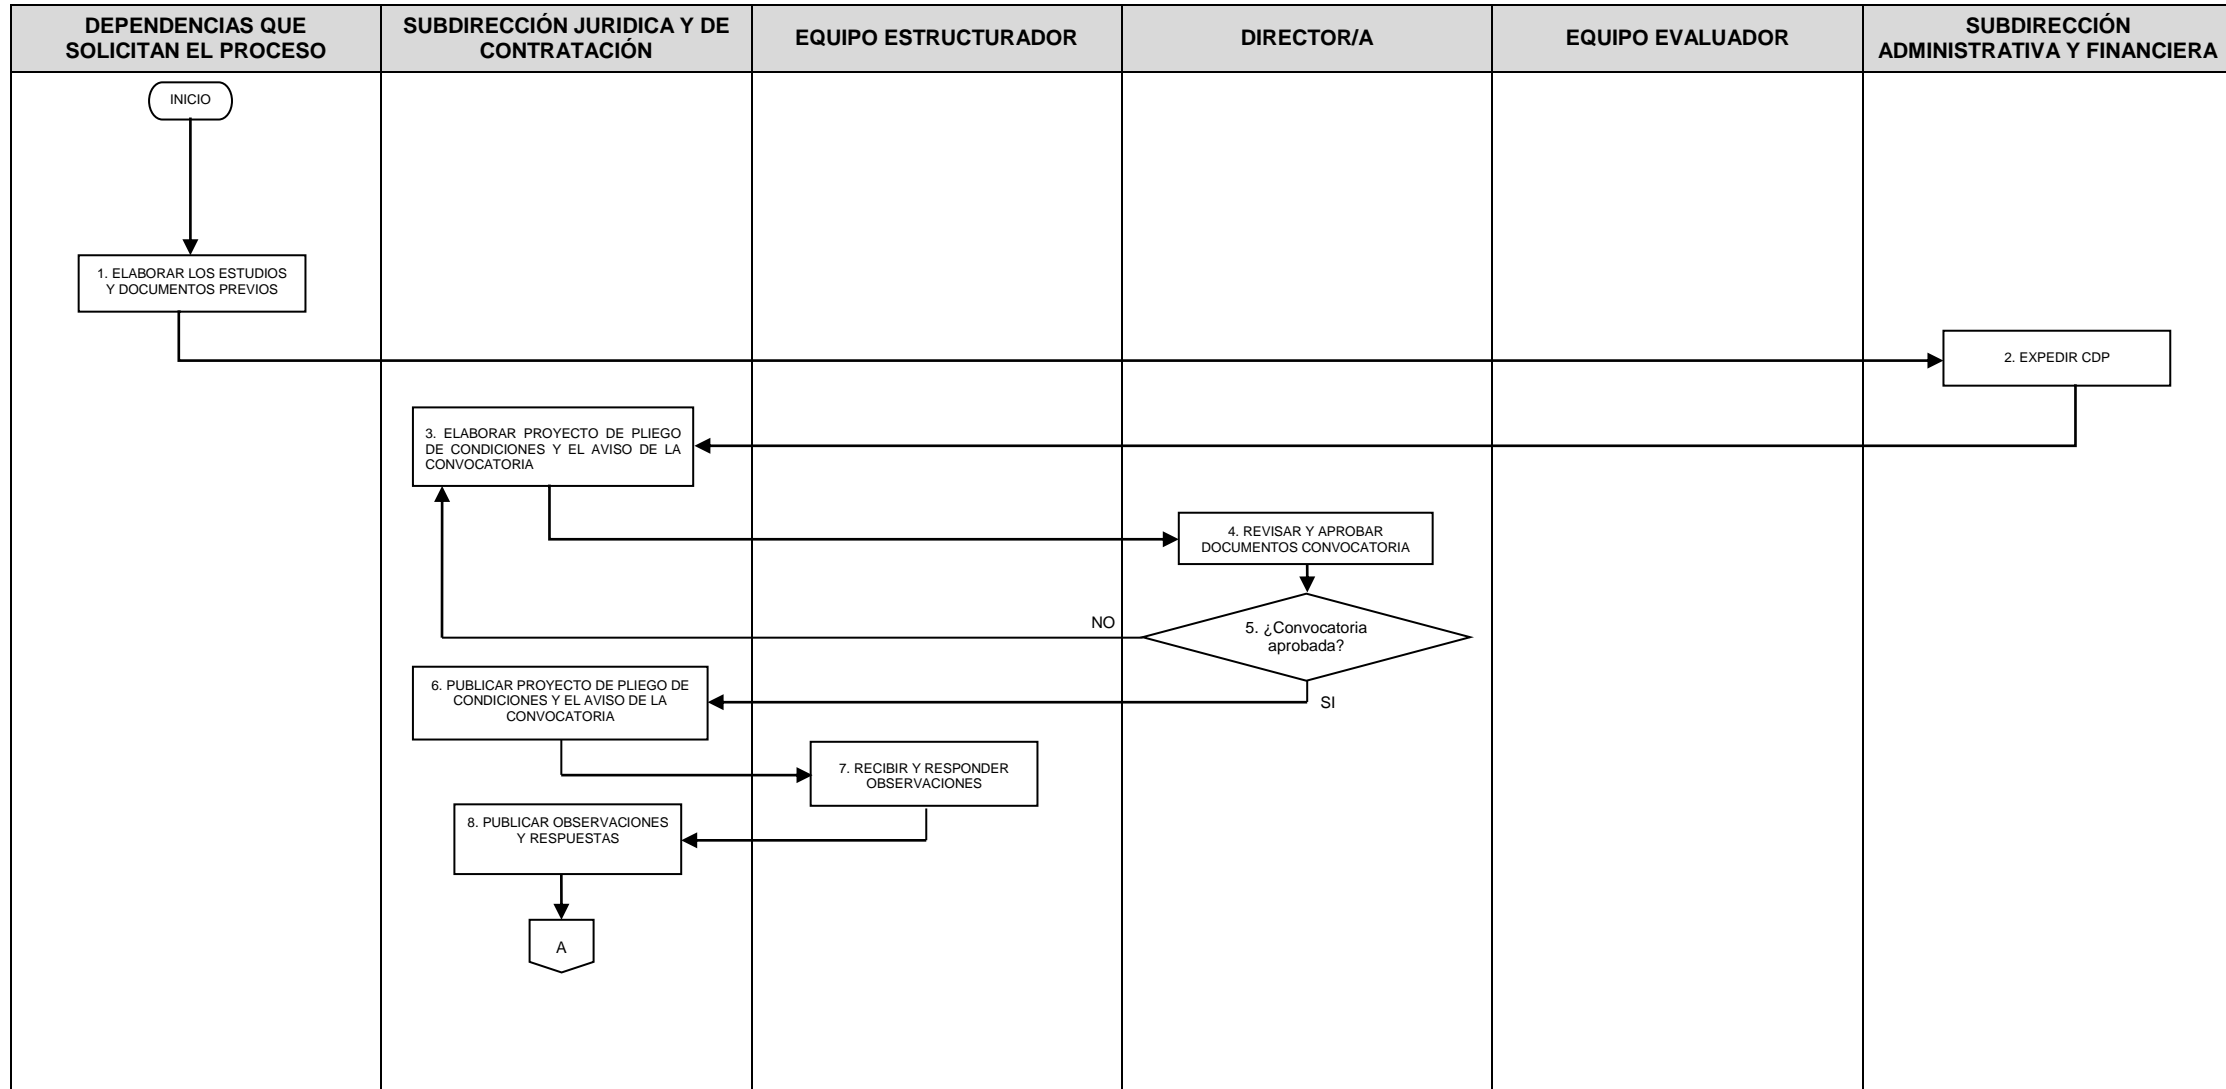 DEPENDENCIAS QUE
SOLICITAN EL PROCESO
SUBDIRECCIÓN JURIDICA Y DE
CONTRATACIÓN
EQUIPO ESTRUCTURADOR
DIRECTOR/A
EQUIPO EVALUADOR
SUBDIRECCIÓN
ADMINISTRATIVA Y FINANCIERA
INICIO
1. ELABORAR LOS ESTUDIOS
Y DOCUMENTOS PREVIOS
2. EXPEDIR CDP
3. ELABORAR PROYECTO DE PLIEGO
DE CONDICIONES Y EL AVISO DE LA
CONVOCATORIA
4. REVISAR Y APROBAR
DOCUMENTOS CONVOCATORIA
NO
5. ¿Convocatoria
aprobada?
6. PUBLICAR PROYECTO DE PLIEGO DE
CONDICIONES Y EL AVISO DE LA
CONVOCATORIA
SI
7. RECIBIR Y RESPONDER
OBSERVACIONES
8. PUBLICAR OBSERVACIONES
Y RESPUESTAS
A